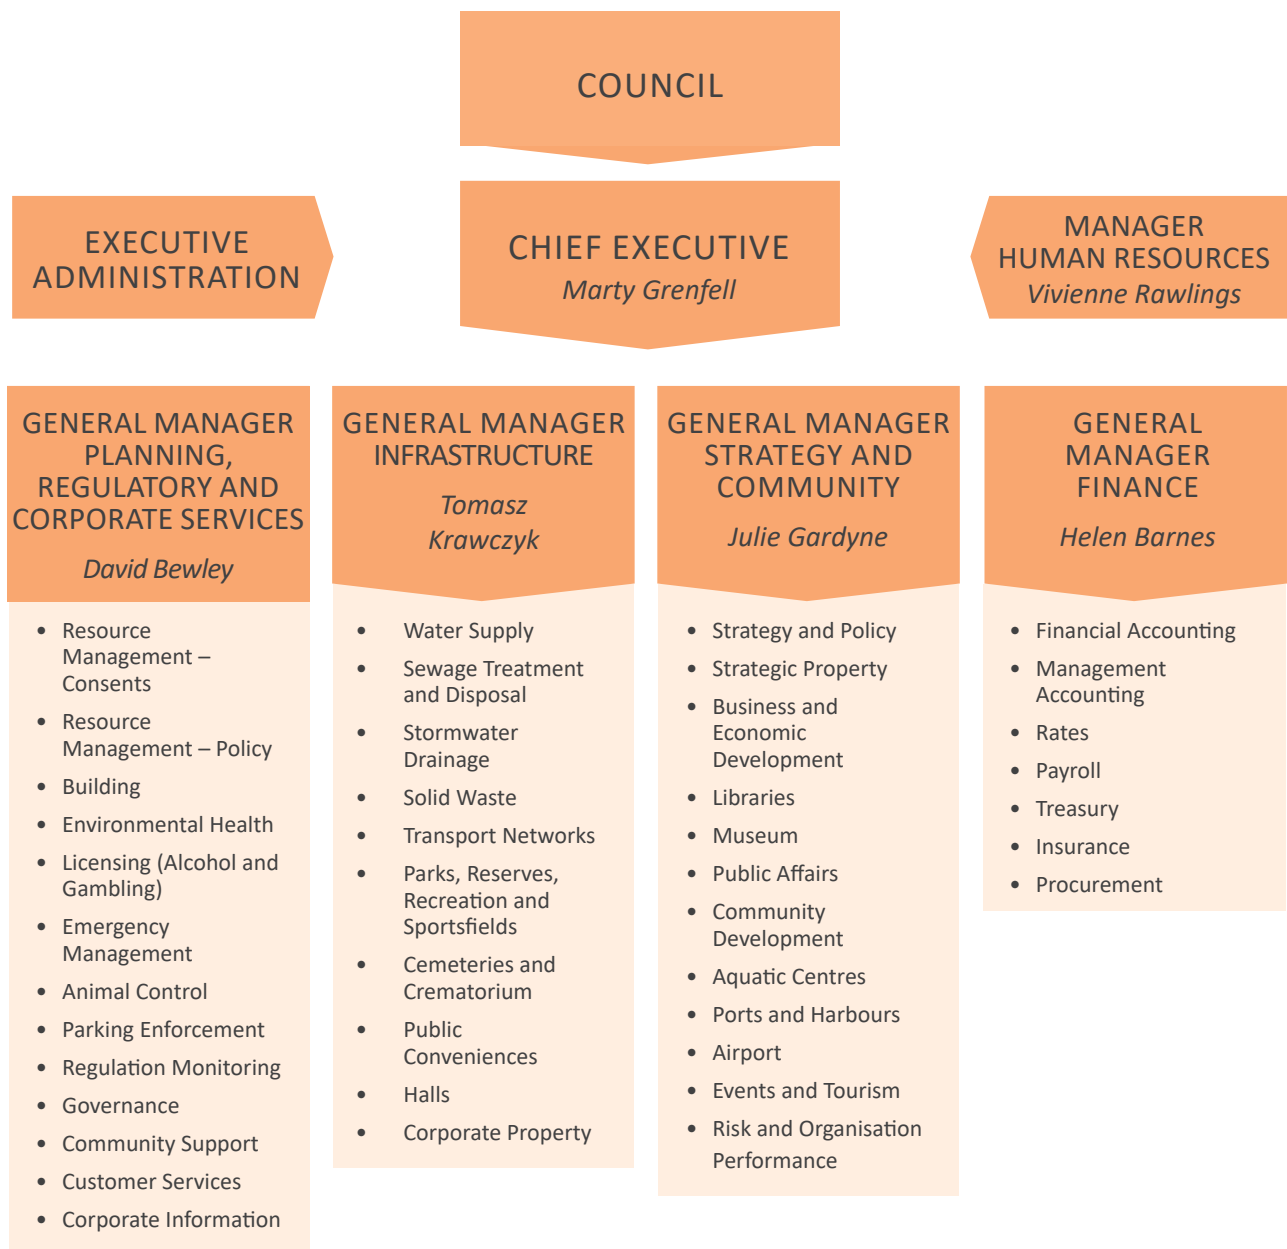 COUNCIL
EXECUTIVE
ADMINISTRATION
CHIEF EXECUTIVE
Marty Grenfell
MANAGER
HUMAN RESOURCES
Vivienne Rawlings
GENERAL MANAGER
PLANNING,
REGULATORY AND
CORPORATE SERVICES
David Bewley
• Resource
Management –
Consents
• Resource
Management – Policy
• Building
• Environmental Health
• Licensing (Alcohol and
Gambling)
• Emergency
Management
• Animal Control
• Parking Enforcement
• Regulation Monitoring
• Governance
• Community Support
• Customer Services
• Corporate Information
GENERAL MANAGER
INFRASTRUCTURE
Tomasz
Krawczyk
• Water Supply
• Sewage Treatment
and Disposal
• Stormwater
Drainage
• Solid Waste
• Transport Networks
• Parks, Reserves,
Recreation and
Sportsfields
• Cemeteries and
Crematorium
• Public
Conveniences
• Halls
• Corporate Property
GENERAL MANAGER
STRATEGY AND
COMMUNITY
Julie Gardyne
• Strategy and Policy
• Strategic Property
• Business and
Economic
Development
• Libraries
• Museum
• Public Affairs
• Community
Development
• Aquatic Centres
• Ports and Harbours
• Airport
• Events and Tourism
• Risk and Organisation
Performance
GENERAL
MANAGER
FINANCE
Helen Barnes
• Financial Accounting
• Management
Accounting
• Rates
• Payroll
• Treasury
• Insurance
• Procurement